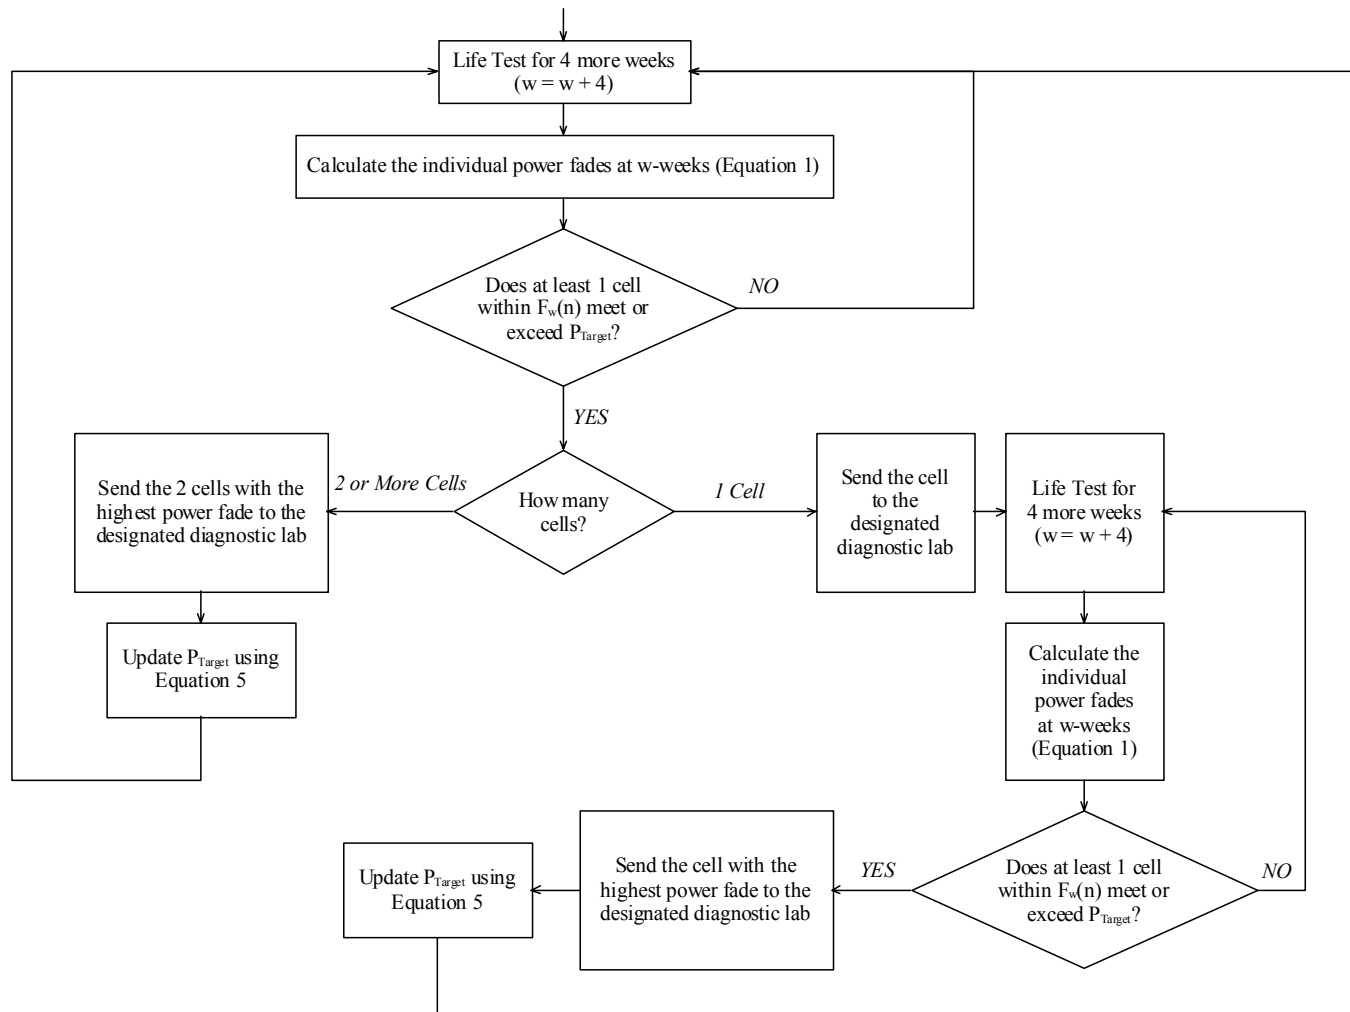 Life Test for 4 more weeks
(w = w + 4)
Calculate the individual power fades at w-weeks (Equation 1)
Does at least 1 cell
within Fw(n) meet or
exceed PTarget?
NO
YES
How many
cells?
2 or More Cells
1 Cell
Send the 2 cells with the
highest power fade to the
designated diagnostic lab
Update PTarget using
Equation 5
Send the cell
to the
designated
diagnostic lab
Life Test for
4 more weeks
(w = w + 4)
Calculate the
individual
power fades
at w-weeks
(Equation 1)
Does at least 1 cell
within Fw(n) meet or
exceed PTarget?
NO
YES
Send the cell with the
highest power fade to the
designated diagnostic lab
Update PTarget using
Equation 5